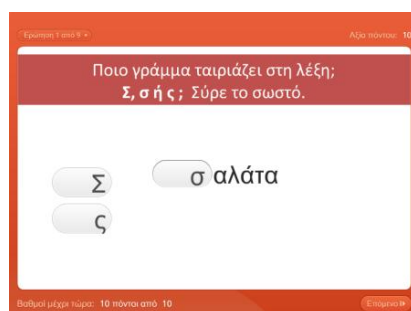 Ερώτηση 1 από 9
Αξία πόντου: 10
Ποιο γράμμα ταιριάζει στη λέξη;
Σ, σ ή ς ; Σύρε το σωστό.
Σ
σαλάτα
ς
Βαθμοί μέχρι τώρα: 10 πόντοι από 10
Επόμενο